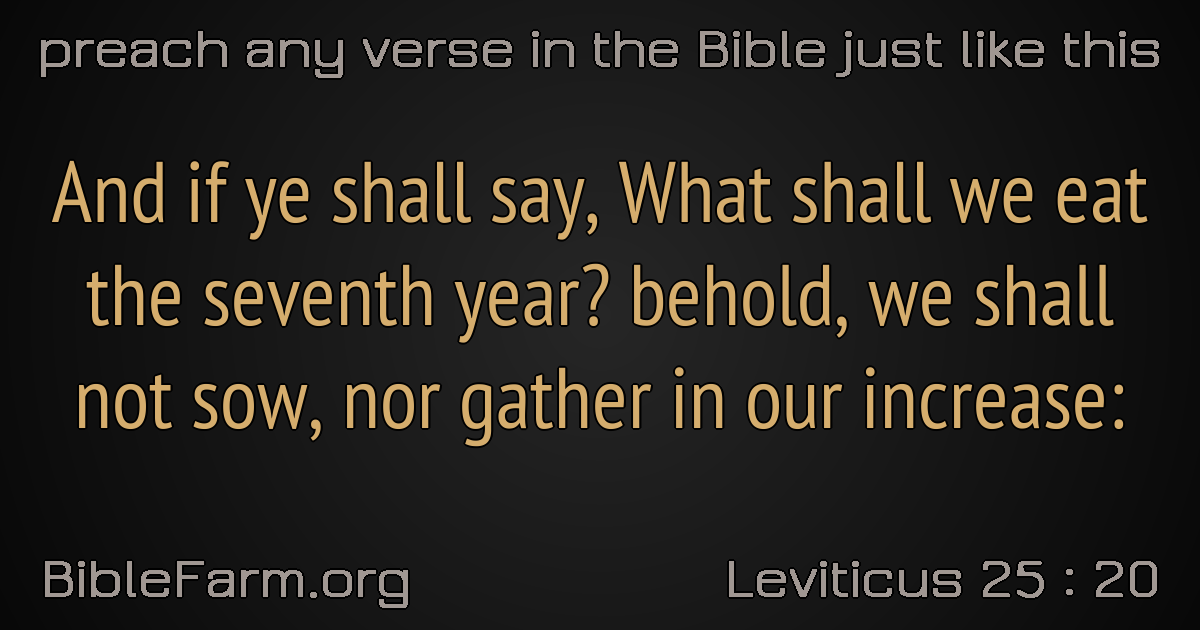 preach any verse in the Bible just like this
And if ye shall say, What shall we eat
the seventh year? behold, we shall
not sow, nor gather in our increase:
BibleFarm.org
Leviticus 25 : 20